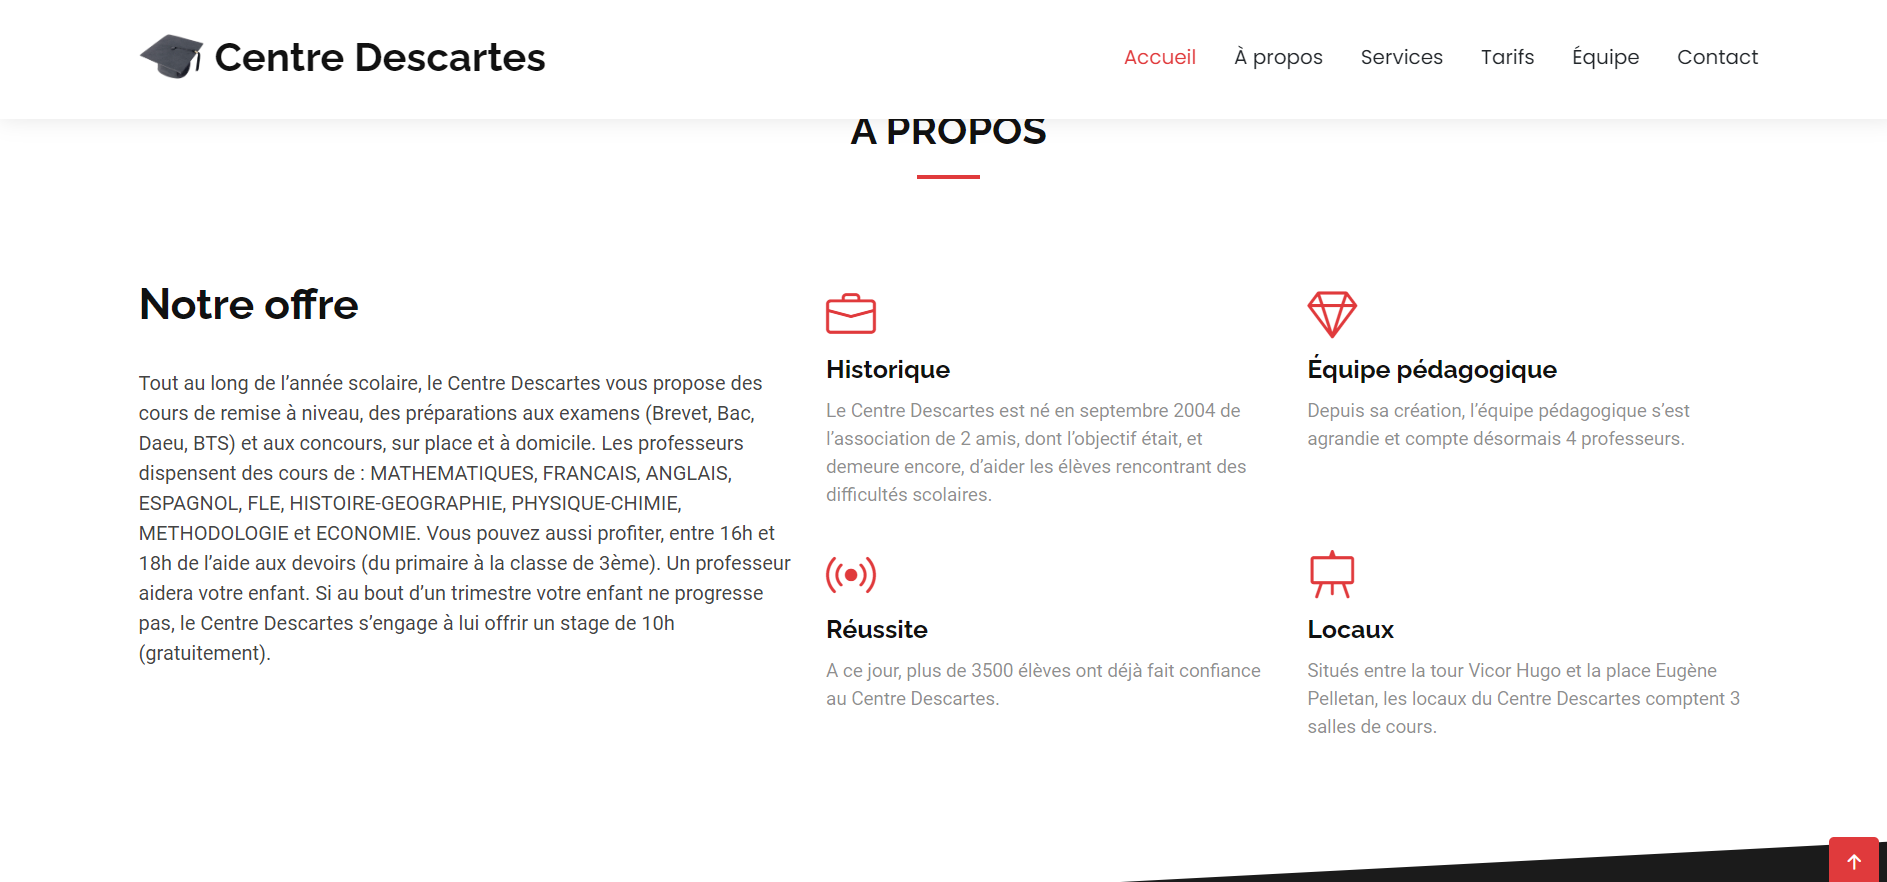 Centre Descartes
Accueil
À propos
Services
Tarifs
Équipe
Contact
A PROPOS
Notre offre
Tout au long de l’année scolaire, le Centre Descartes vous propose des
cours de remise à niveau, des préparations aux examens (Brevet, Bac,
Daeu, BTS) et aux concours, sur place et à domicile. Les professeurs
dispensent des cours de : MATHEMATIQUES, FRANCAIS, ANGLAIS,
ESPAGNOL, FLE, HISTOIRE-GEOGRAPHIE, PHYSIQUE-CHIMIE,
METHODOLOGIE et ECONOMIE. Vous pouvez aussi profiter, entre 16h et
18h de l’aide aux devoirs (du primaire à la classe de 3ème). Un professeur
aidera votre enfant. Si au bout d’un trimestre votre enfant ne progresse
pas, le Centre Descartes s’engage à lui offrir un stage de 10h
(gratuitement).
Historique
Le Centre Descartes est né en septembre 2004 de
l’association de 2 amis, dont l’objectif était, et
demeure encore, d’aider les élèves rencontrant des
difficultés scolaires.
Équipe pédagogique
Depuis sa création, l’équipe pédagogique s’est
agrandie et compte désormais 4 professeurs.
Réussite
A ce jour, plus de 3500 élèves ont déjà fait confiance
au Centre Descartes.
Locaux
Situés entre la tour Vicor Hugo et la place Eugène
Pelletan, les locaux du Centre Descartes comptent 3
salles de cours.